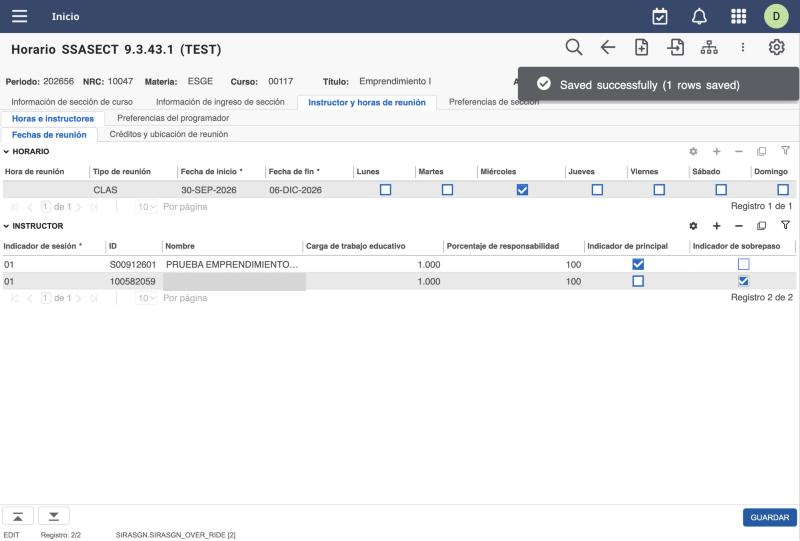 Inicio
D
Horario SSASECT 9.3.43.1 (TEST)
Periodo: 202656 NRC: 10047 Materia: ESGE Curso: 00117 Título: Emprendimiento I
Saved successfully (1 rows saved)
Información de sección de curso Información de ingreso de sección Instructor y horas de reunión Preferencias de sección
Horas e instructores Preferencias del programador
Fechas de reunión Créditos y ubicación de reunión
HORARIO
Hora de reunión Tipo de reunión Fecha de inicio * Fecha de fin * Lunes Martes Miércoles Jueves Viernes Sábado Domingo
CLAS 30-SEP-2026 06-DIC-2026
1 de 1 10 Por página Registro 1 de 1
INSTRUCTOR
Indicador de sesión * ID Nombre Carga de trabajo educativo Porcentaje de responsabilidad Indicador de principal Indicador de sobrepaso
01 S00912601 PRUEBA EMPRENDIMIENTO... 1.000 100
01 100582059 1.000 100
1 de 1 10 Por página Registro 2 de 2
GUARDAR
EDIT Registro: 2/2 SIRASGN.SIRASGN_OVER_RIDE [2]